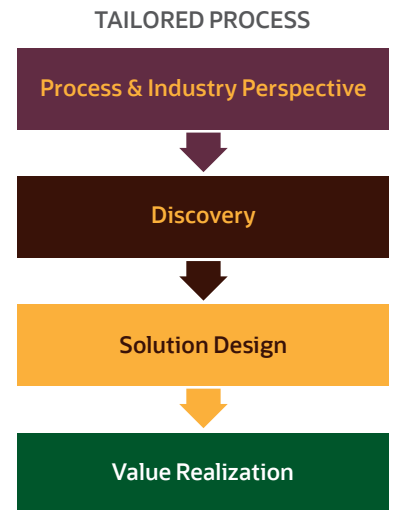 TAILORED PROCESS
Process & Industry Perspective
Discovery
Solution Design
Value Realization